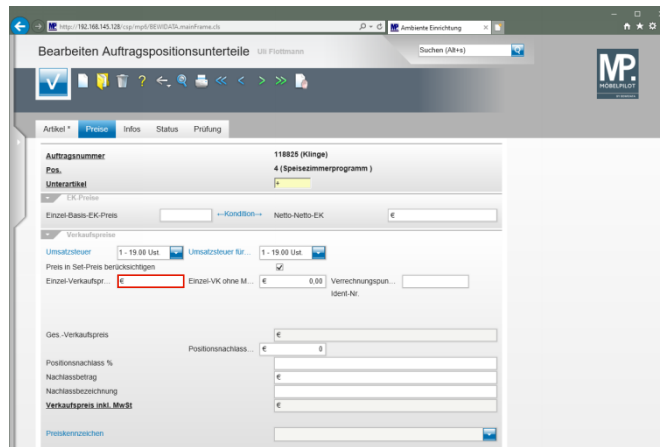 http://192.168.145.128/csp/mp8/BEWIDATA.mainFrame.cls
MP Ambiente Einrichtung
Bearbeiten Auftragspositionsunterteile Uli Flottmann
Suchen (Alt+s)
MP.
MÖBELPILOT
Artikel * Preise Infos Status Prüfung
Auftragsnummer 118825 (Klinge)
Pos. 4 (Speisezimmerprogramm )
Unterartikel +
EK-Preise
Einzel-Basis-EK-Preis ←Kondition→ Netto-Netto-EK €
Verkaufspreise
Umsatzsteuer 1 - 19.00 Ust. Umsatzsteuer für... 1 - 19.00 Ust.
Preis in Set-Preis berücksichtigen
Einzel-Verkaufspr... € Einzel-VK ohne M... € 0,00 Verrechnungspun...
Ident-Nr.
Ges.-Verkaufspreis €
Positionsnachlass... € 0
Positionsnachlass %
Nachlassbetrag €
Nachlassbezeichnung
Verkaufspreis inkl. MwSt €
Preiskennzeichen